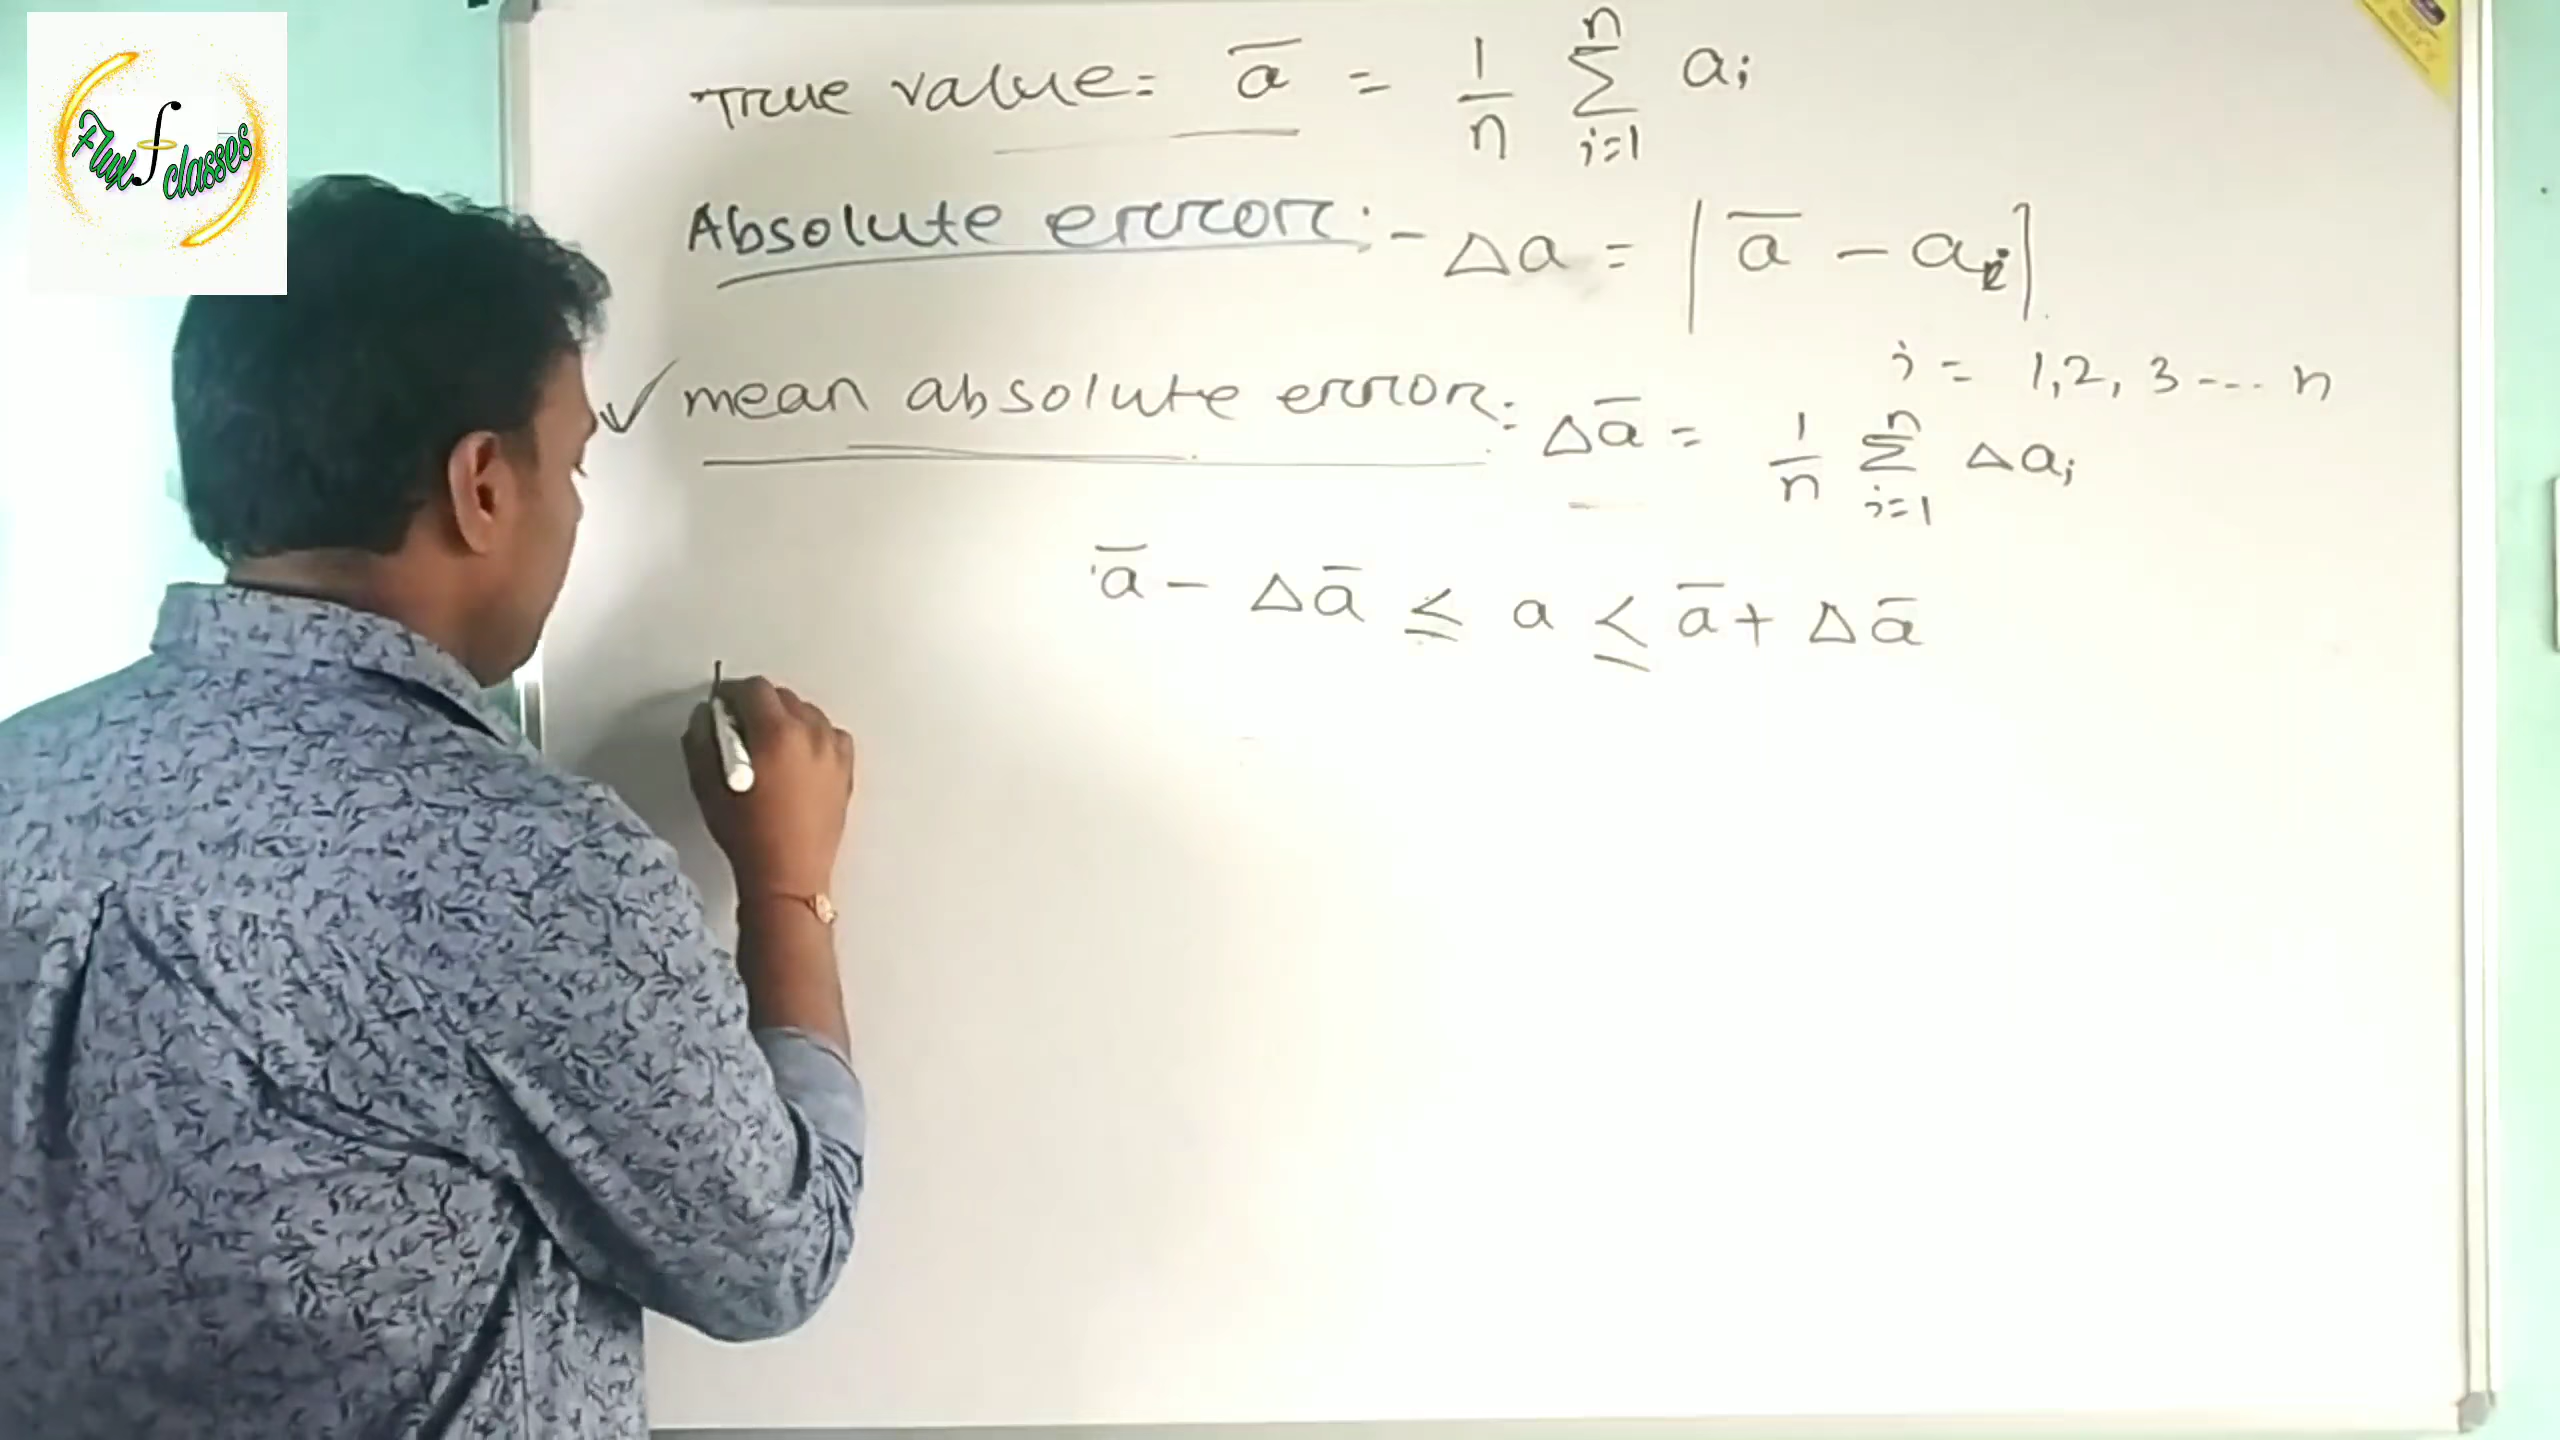 Flux ∫ classes
True value:- ā = 1/n Σ_{i=1}^{n} a_i
Absolute error:- Δa = |ā - a_i|
i = 1,2,3---- n
✓ mean absolute error:- Δā = 1/n Σ_{i=1}^{n} Δa_i
ā - Δā ≤ a ≤ ā + Δā